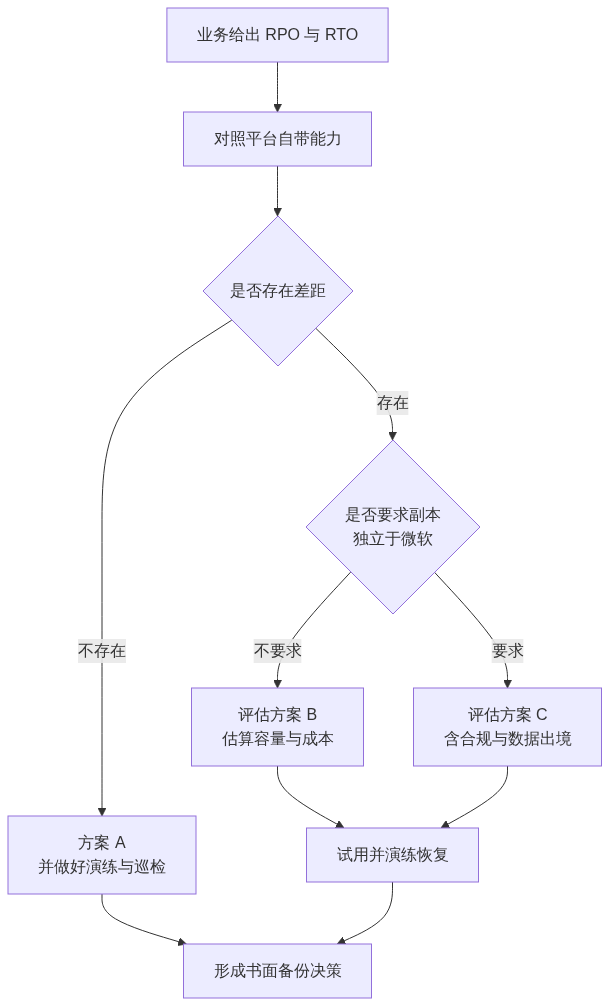 业务给出 RPO 与 RTO
对照平台自带能力
是否存在差距
存在
是否要求副本
独立于微软
不存在
不要求
要求
评估方案 B
估算容量与成本
评估方案 C
含合规与数据出境
方案 A
并做好演练与巡检
试用并演练恢复
形成书面备份决策